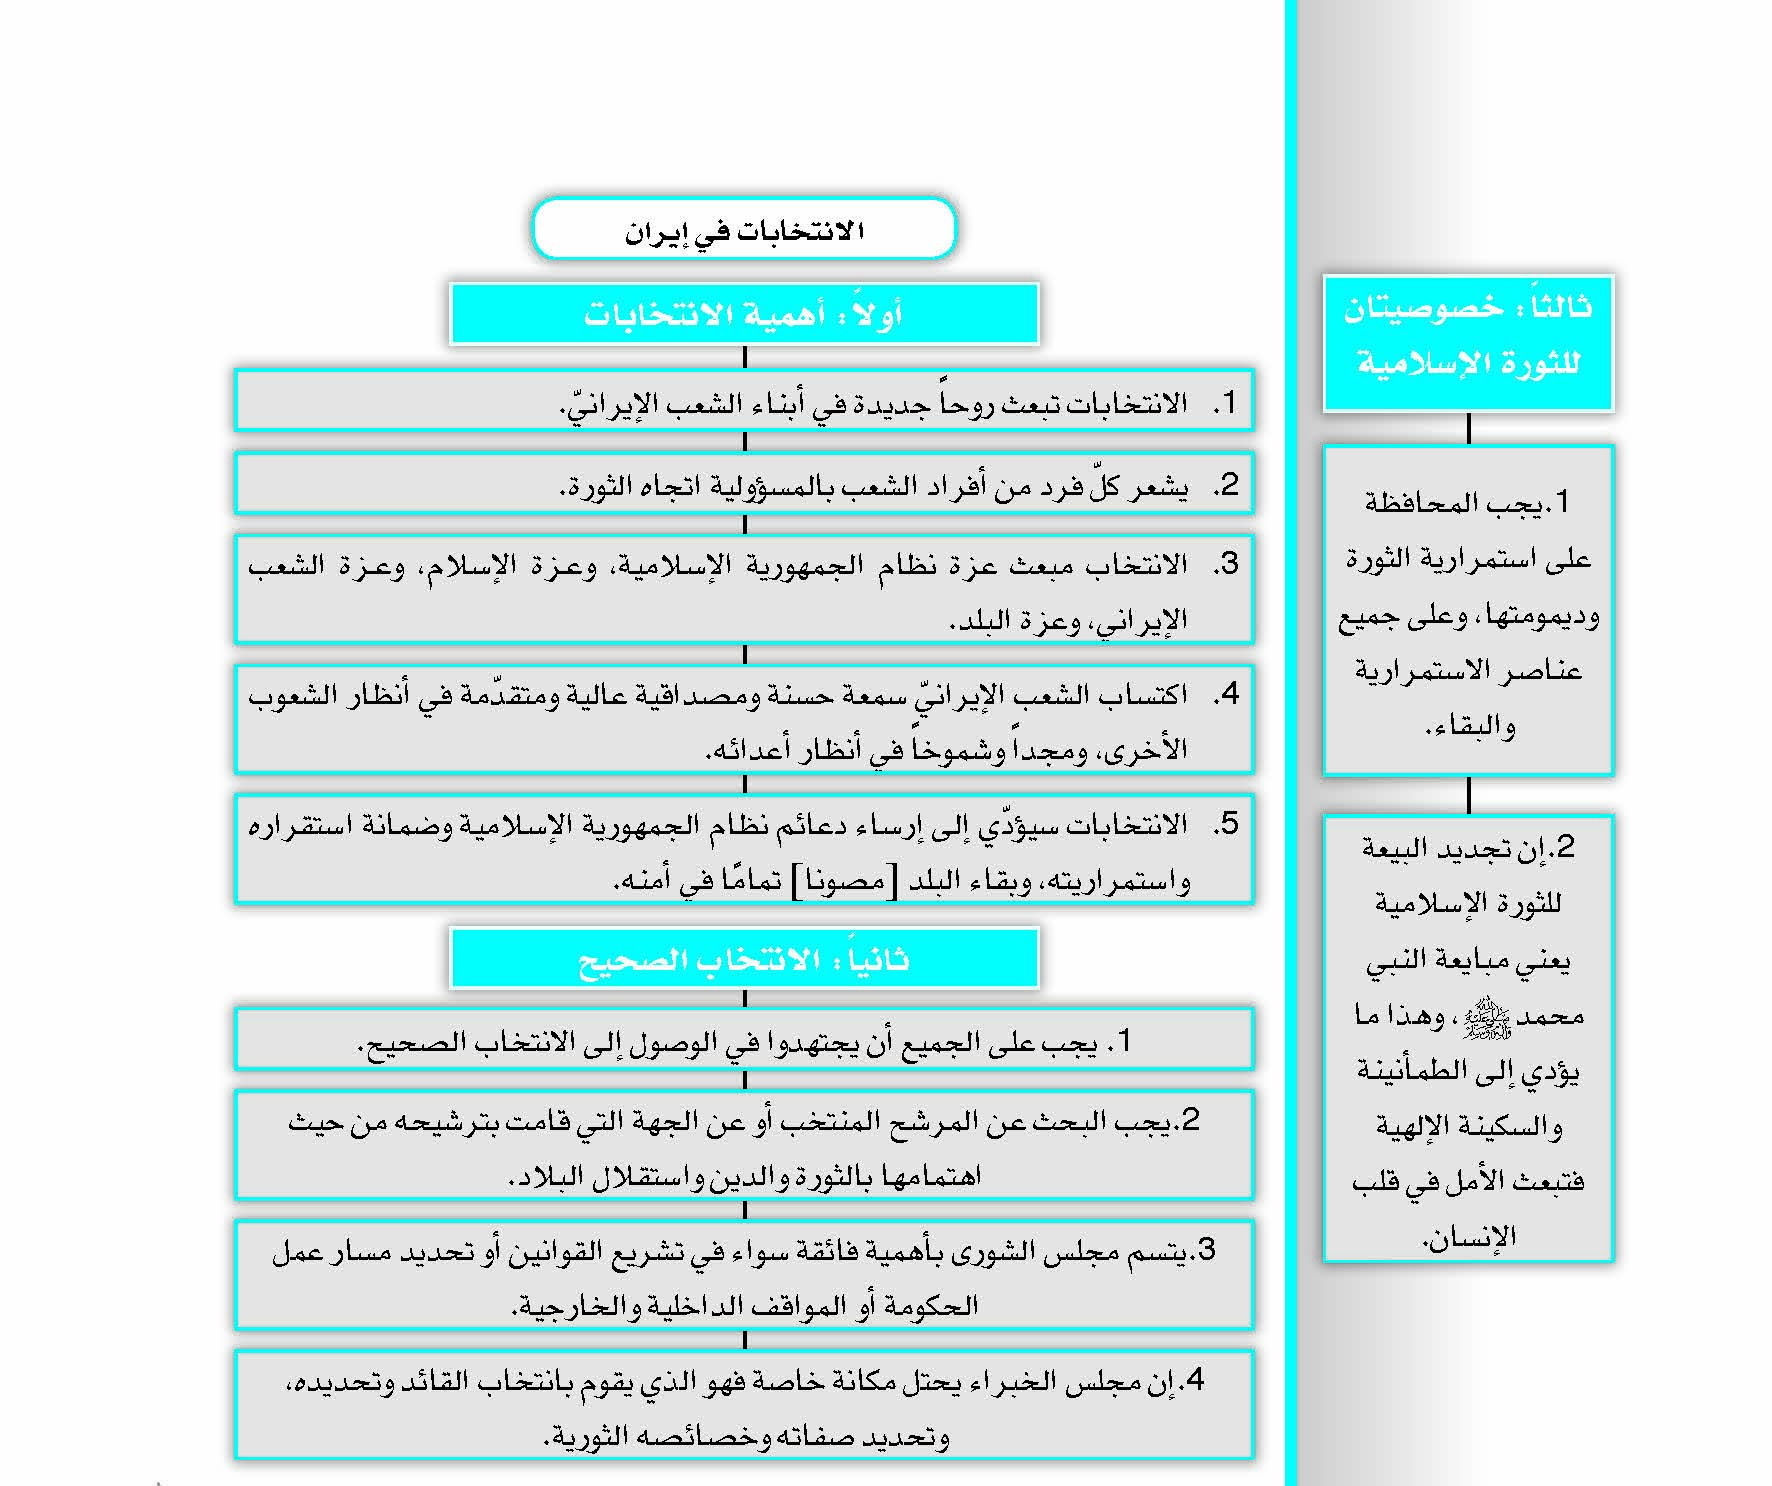 الانتخابات في إيران
أولاً: أهمية الانتخابات
1. الانتخابات تبعث روحاً جديدة في أبناء الشعب الإيرانيّ.
2. يشعر كلّ فرد من أفراد الشعب بالمسؤولية اتجاه الثورة.
3. الانتخاب مبعث عزة نظام الجمهورية الإسلامية، وعزة الإسلام، وعزة الشعب
الإيراني، وعزة البلد.
4. اكتساب الشعب الإيرانيّ سمعة حسنة ومصداقية عالية ومتقدّمة في أنظار الشعوب
الأخرى، ومجداً وشموخاً في أنظار أعدائه.
5. الانتخابات سيؤدّي إلى إرساء دعائم نظام الجمهورية الإسلامية وضمانة استقراره
واستمراريته، وبقاء البلد [مصونا] تمامًا في أمنه.
ثانياً: الانتخاب الصحيح
1. يجب على الجميع أن يجتهدوا في الوصول إلى الانتخاب الصحيح.
2.يجب البحث عن المرشح المنتخب أو عن الجهة التي قامت بترشيحه من حيث
اهتمامها بالثورة والدين واستقلال البلاد.
3.يتسم مجلس الشورى بأهمية فائقة سواء في تشريع القوانين أو تحديد مسار عمل
الحكومة أو المواقف الداخلية والخارجية.
4.إن مجلس الخبراء يحتل مكانة خاصة فهو الذي يقوم بانتخاب القائد وتحديده،
وتحديد صفاته وخصائصه الثورية.
ثالثاً: خصوصيتان
للثورة الإسلامية
1.يجب المحافظة
على استمرارية الثورة
وديمومتها، وعلى جميع
عناصر الاستمرارية
والبقاء.
2.إن تجديد البيعة
للثورة الإسلامية
يعني مبايعة النبي
محمد ﷺ، وهذا ما
يؤدي إلى الطمأنينة
والسكينة الإلهية
فتبعث الأمل في قلب
الإنسان.